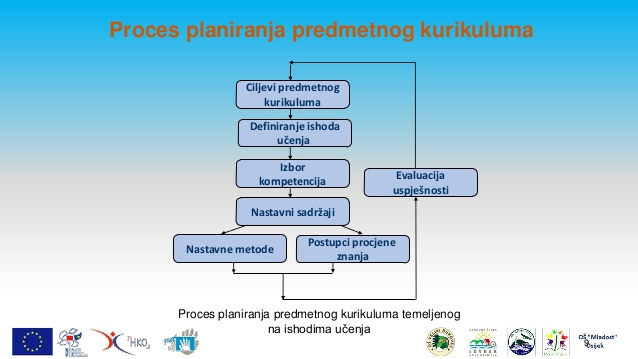 Proces planiranja predmetnog kurikuluma
Ciljevi predmetnog
kurikuluma
Definiranje ishoda
učenja
Izbor
kompetencija
Nastavni sadržaji
Nastavne metode
Postupci procjene
znanja
Evaluacija
uspješnosti
Proces planiranja predmetnog kurikuluma temeljenog
na ishodima učenja
HKO
OŠ "Mladost"
Osijek